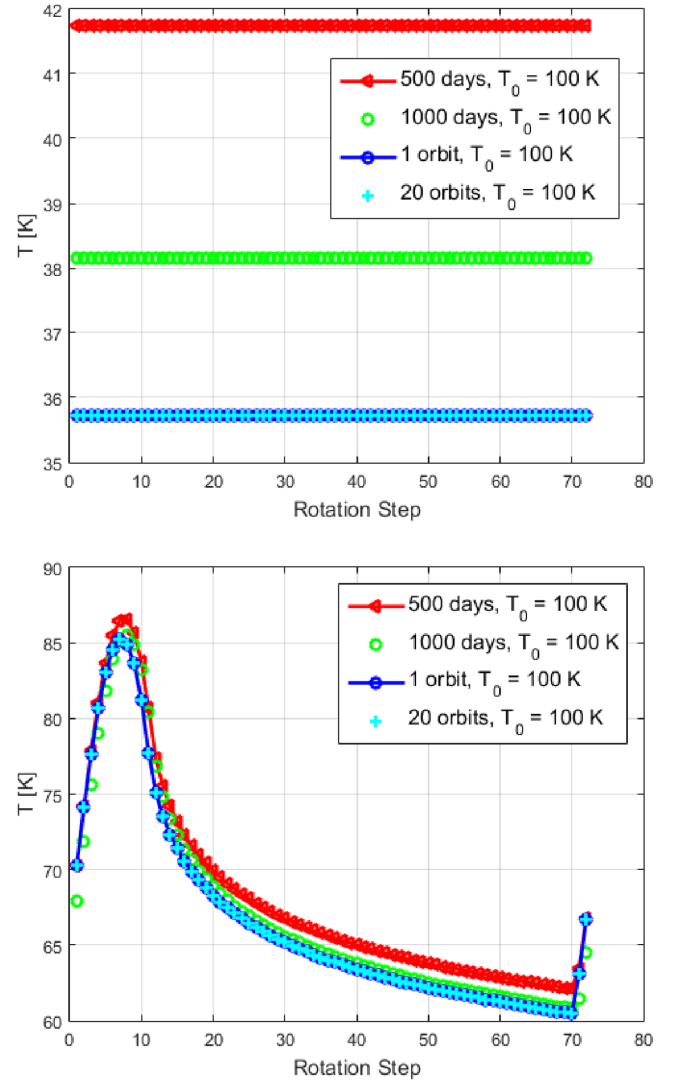 42
41
40
39
38
37
36
35
T [K]
500 days, T0 = 100 K
1000 days, T0 = 100 K
1 orbit, T0 = 100 K
20 orbits, T0 = 100 K
0 10 20 30 40 50 60 70 80
Rotation Step
90
85
80
75
70
65
60
T [K]
500 days, T0 = 100 K
1000 days, T0 = 100 K
1 orbit, T0 = 100 K
20 orbits, T0 = 100 K
0 10 20 30 40 50 60 70 80
Rotation Step